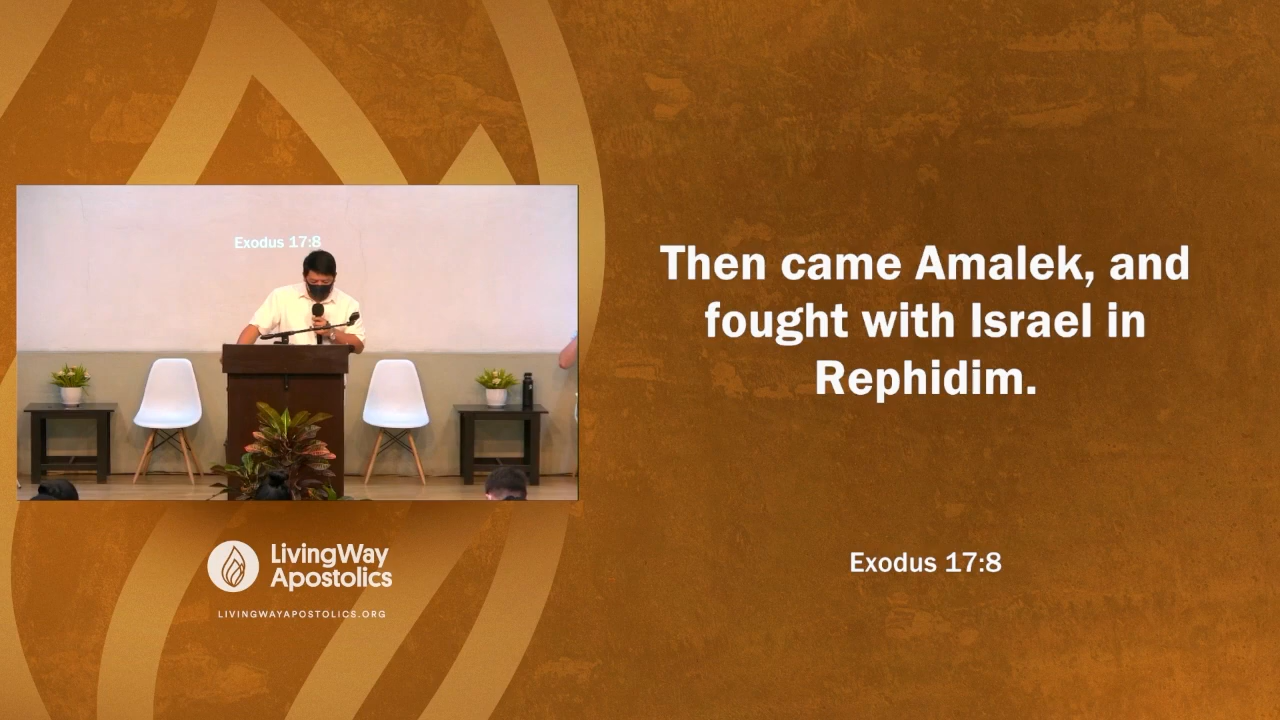 Exodus 17:8
Then came Amalek, and
fought with Israel in
Rephidim.
Exodus 17:8
LivingWay
Apostolics
LIVINGWAYAPOSTOLICS.ORG